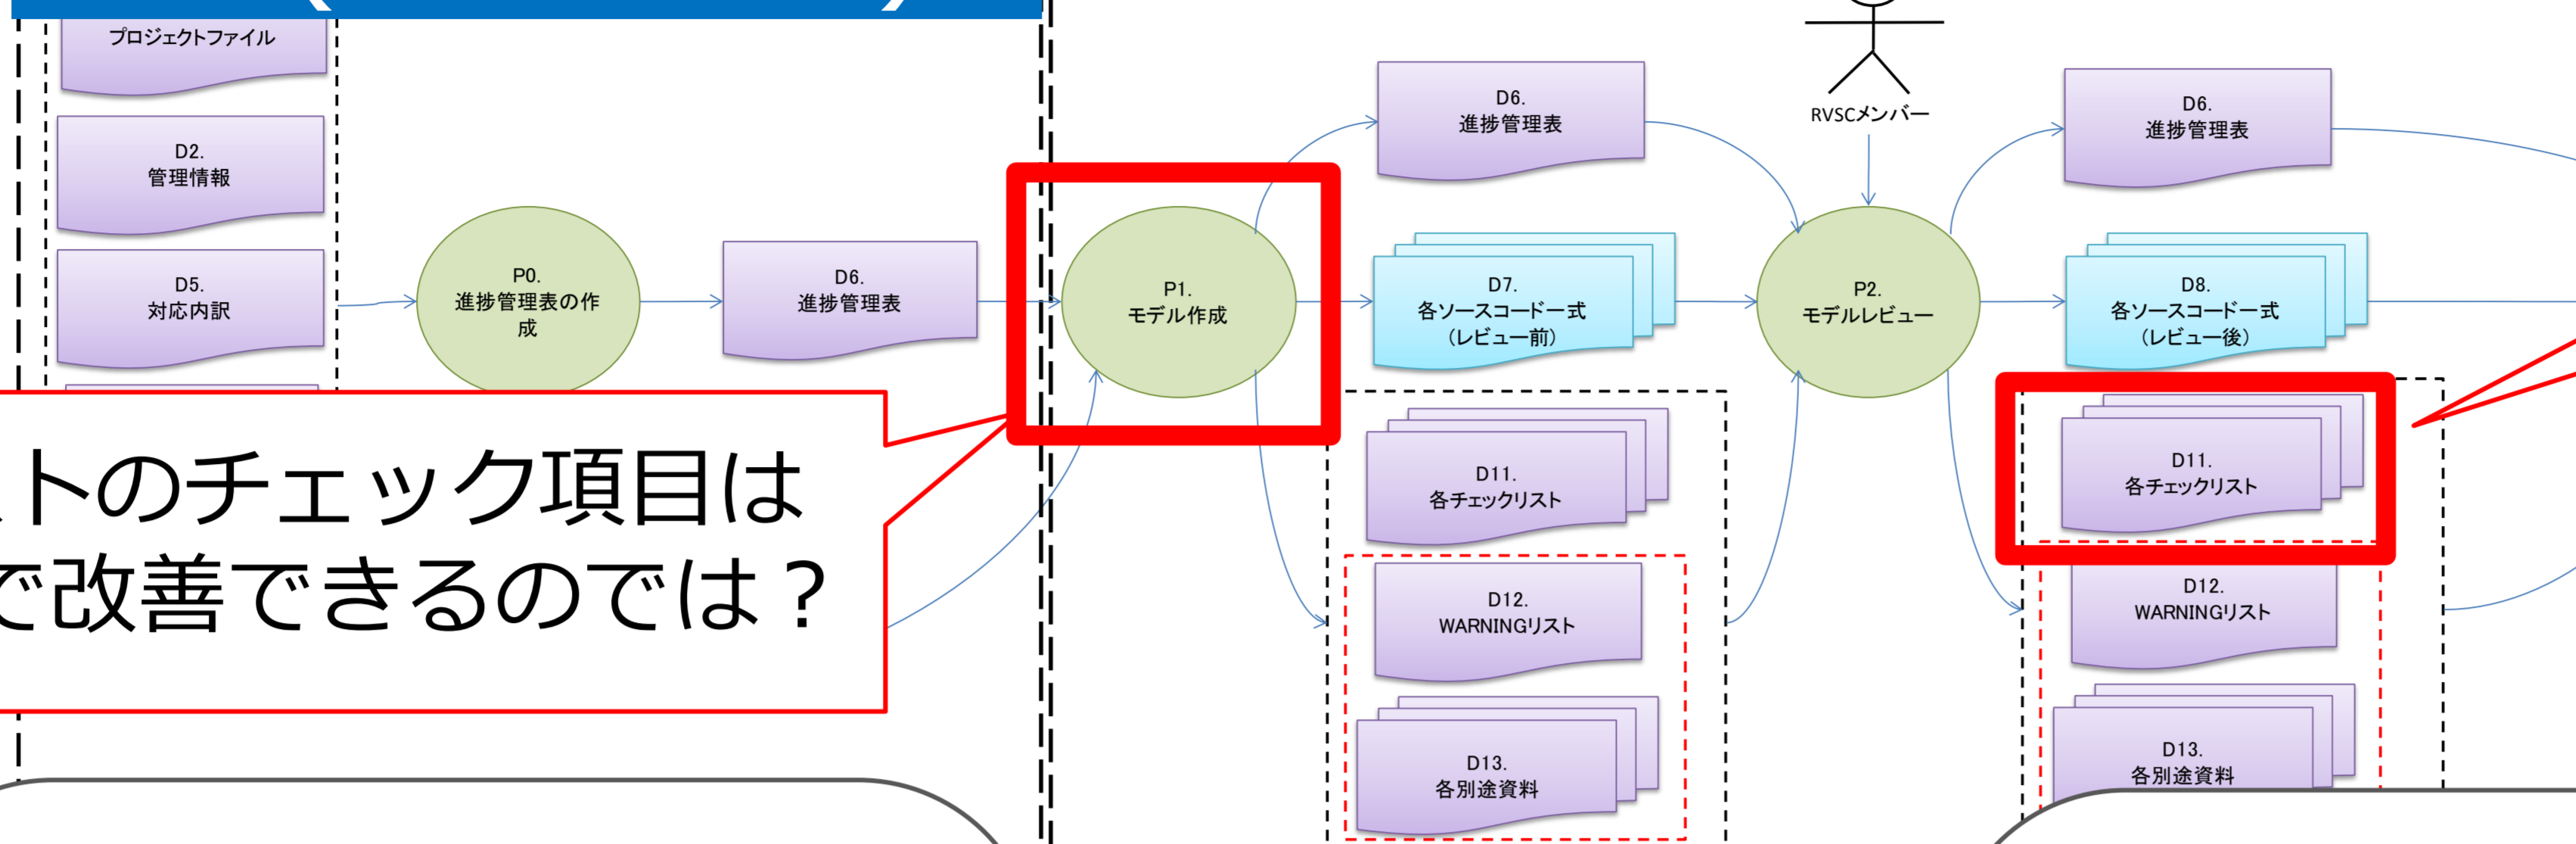 プロジェクトファイル
D2.
管理情報
D5.
対応内訳
P0.
進捗管理表の作
成
D6.
進捗管理表
P1.
モデル作成
D6.
進捗管理表
D7.
各ソースコード一式
(レビュー前)
D11.
各チェックリスト
D12.
WARNINGリスト
D13.
各別途資料
RVSCメンバー
P2.
モデルレビュー
D6.
進捗管理表
D8.
各ソースコード一式
(レビュー後)
D11.
各チェックリスト
D12.
WARNINGリスト
D13.
各別途資料
ストのチェック項目は
で改善できるのでは？